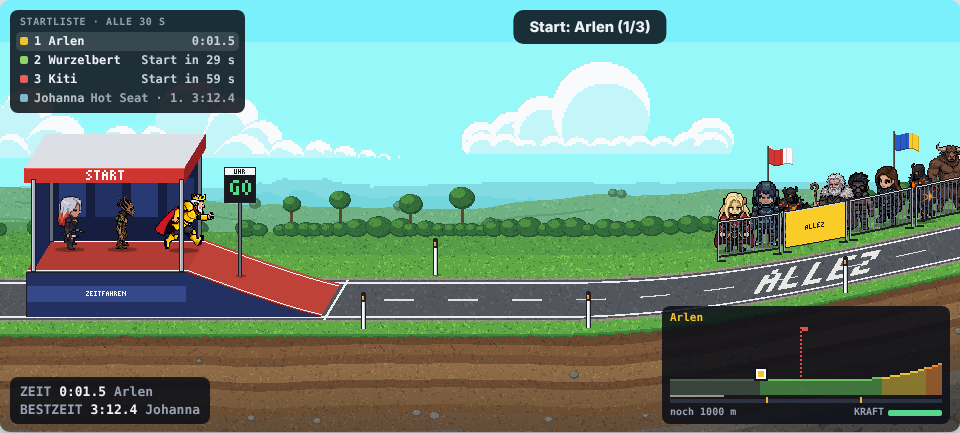 STARTLISTE · ALLE 30 S
1 Arlen 0:01.5
2 Wurzelbert Start in 29 s
3 Kiti Start in 59 s
Johanna Hot Seat · 1. 3:12.4
Start: Arlen (1/3)
START
UHR
GO
ALLEZ
ALLEZ
ZEITFAHREN
Arlen
noch 1000 m KRAFT
ZEIT 0:01.5 Arlen
BESTZEIT 3:12.4 Johanna